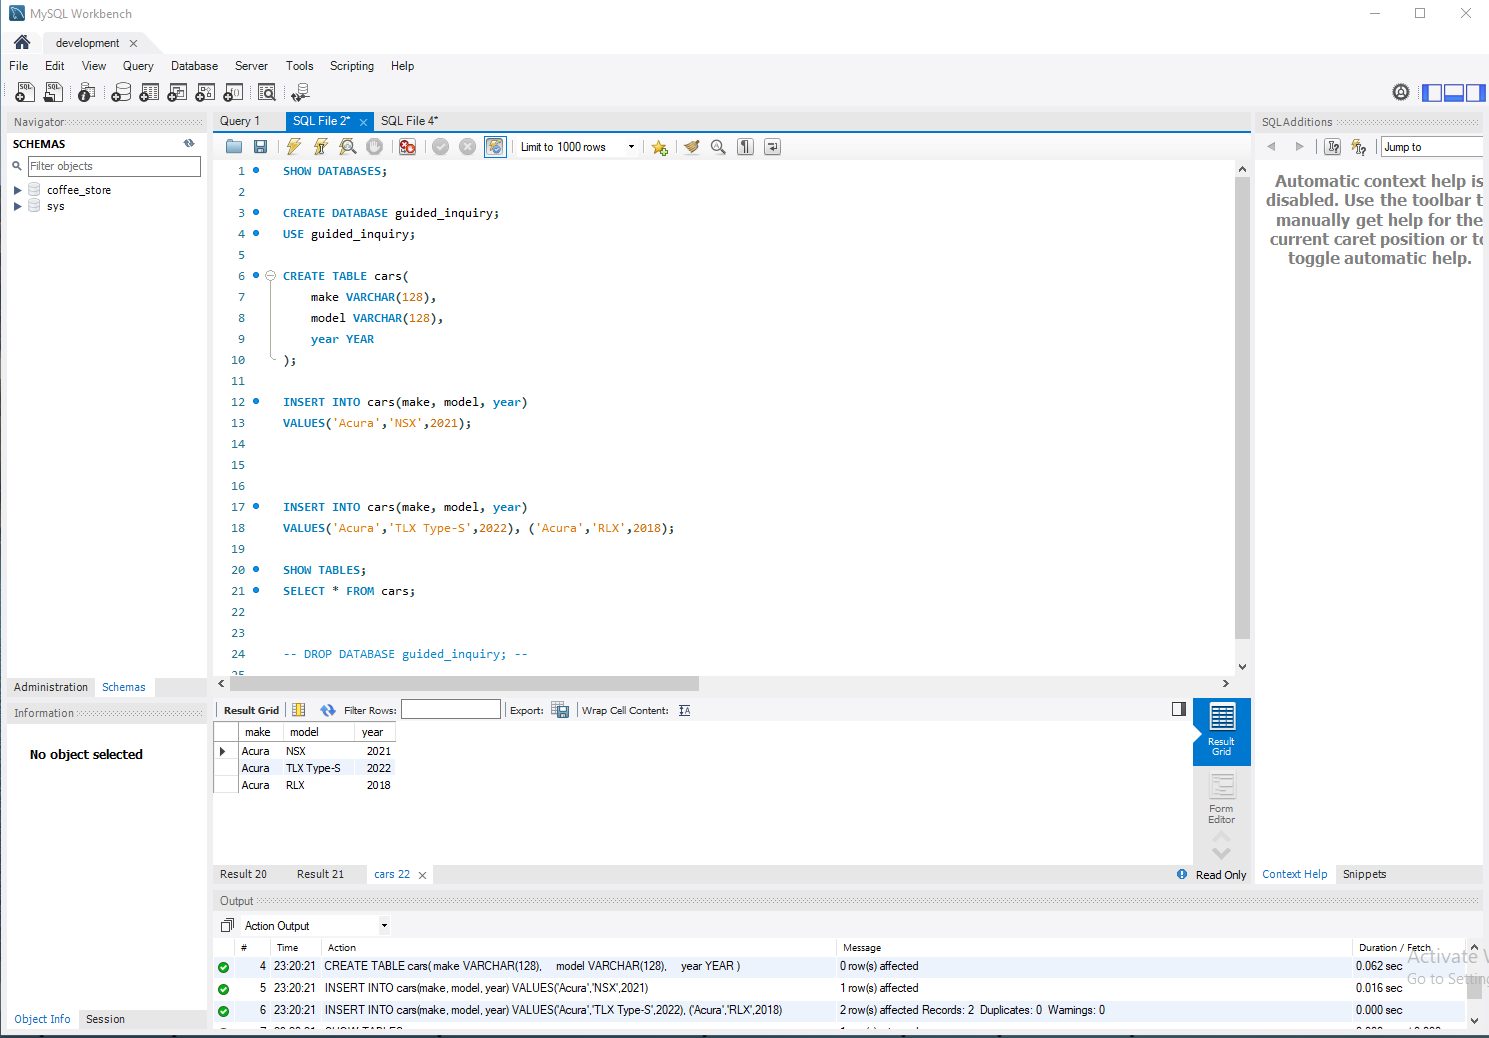 MySQL Workbench
development
File Edit View Query Database Server Tools Scripting Help
Navigator
SCHEMAS
Filter objects
coffee_store
sys
Administration Schemas
Information
No object selected
Object Info Session
Query 1 SQL File 2* SQL File 4*
Limit to 1000 rows
1 SHOW DATABASES;
2
3 CREATE DATABASE guided_inquiry;
4 USE guided_inquiry;
5
6 CREATE TABLE cars(
7 make VARCHAR(128),
8 model VARCHAR(128),
9 year YEAR
10 );
11
12 INSERT INTO cars(make, model, year)
13 VALUES('Acura','NSX',2021);
14
15
16
17 INSERT INTO cars(make, model, year)
18 VALUES('Acura','TLX Type-S',2022), ('Acura','RLX',2018);
19
20 SHOW TABLES;
21 SELECT * FROM cars;
22
23
24 -- DROP DATABASE guided_inquiry; --
25
Result Grid Filter Rows: Export: Wrap Cell Content:
make model year
Acura NSX 2021
Acura TLX Type-S 2022
Acura RLX 2018
Result Grid
Form Editor
Result 20 Result 21 cars 22
Read Only
SQLAdditions
Jump to
Automatic context help is
disabled. Use the toolbar t
manually get help for the
current caret position or to
toggle automatic help.
Context Help Snippets
Output
Action Output
# Time Action Message Duration / Fetch
4 23:20:21 CREATE TABLE cars( make VARCHAR(128), model VARCHAR(128), year YEAR ) 0 row(s) affected 0.062 sec
5 23:20:21 INSERT INTO cars(make, model, year) VALUES('Acura','NSX',2021) 1 row(s) affected 0.016 sec
6 23:20:21 INSERT INTO cars(make, model, year) VALUES('Acura','TLX Type-S',2022), ('Acura','RLX',2018) 2 row(s) affected Records: 2 Duplicates: 0 Warnings: 0 0.000 sec
Activate W
Go to Setting